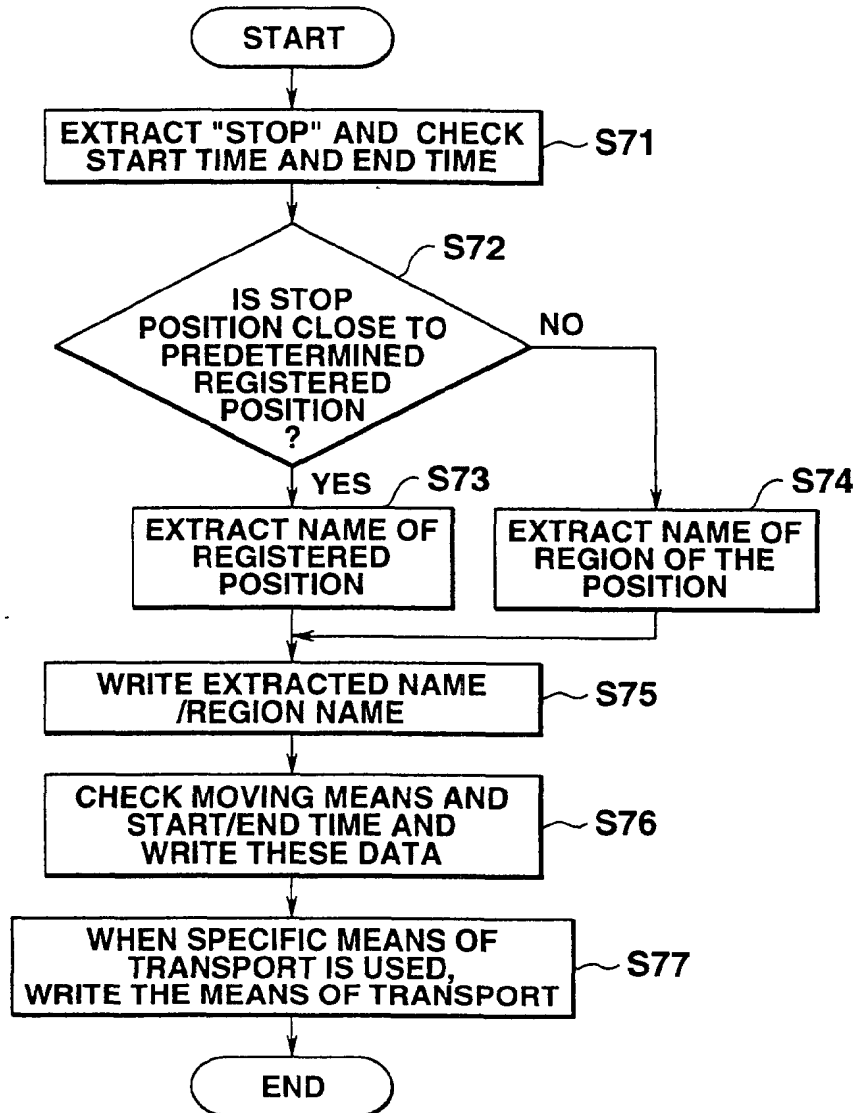 START
EXTRACT "STOP" AND CHECK
START TIME AND END TIME
S71
S72
IS STOP
POSITION CLOSE TO
PREDETERMINED
REGISTERED
POSITION
?
NO
YES
S73
S74
EXTRACT NAME OF
REGISTERED
POSITION
EXTRACT NAME OF
REGION OF THE
POSITION
WRITE EXTRACTED NAME
/REGION NAME
S75
CHECK MOVING MEANS AND
START/END TIME AND
WRITE THESE DATA
S76
WHEN SPECIFIC MEANS OF
TRANSPORT IS USED,
WRITE THE MEANS OF TRANSPORT
S77
END